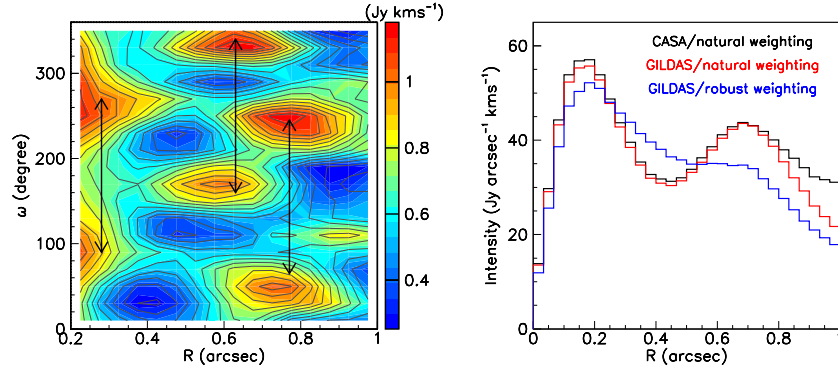 (Jy kms⁻¹)
ω (degree)
300
200
100
0
0.2 0.4 0.6 0.8 1
R (arcsec)
1
0.8
0.6
0.4
CASA/natural weighting
GILDAS/natural weighting
GILDAS/robust weighting
Intensity (Jy arcsec⁻¹ kms⁻¹)
60
40
20
0
0 0.2 0.4 0.6 0.8
R (arcsec)